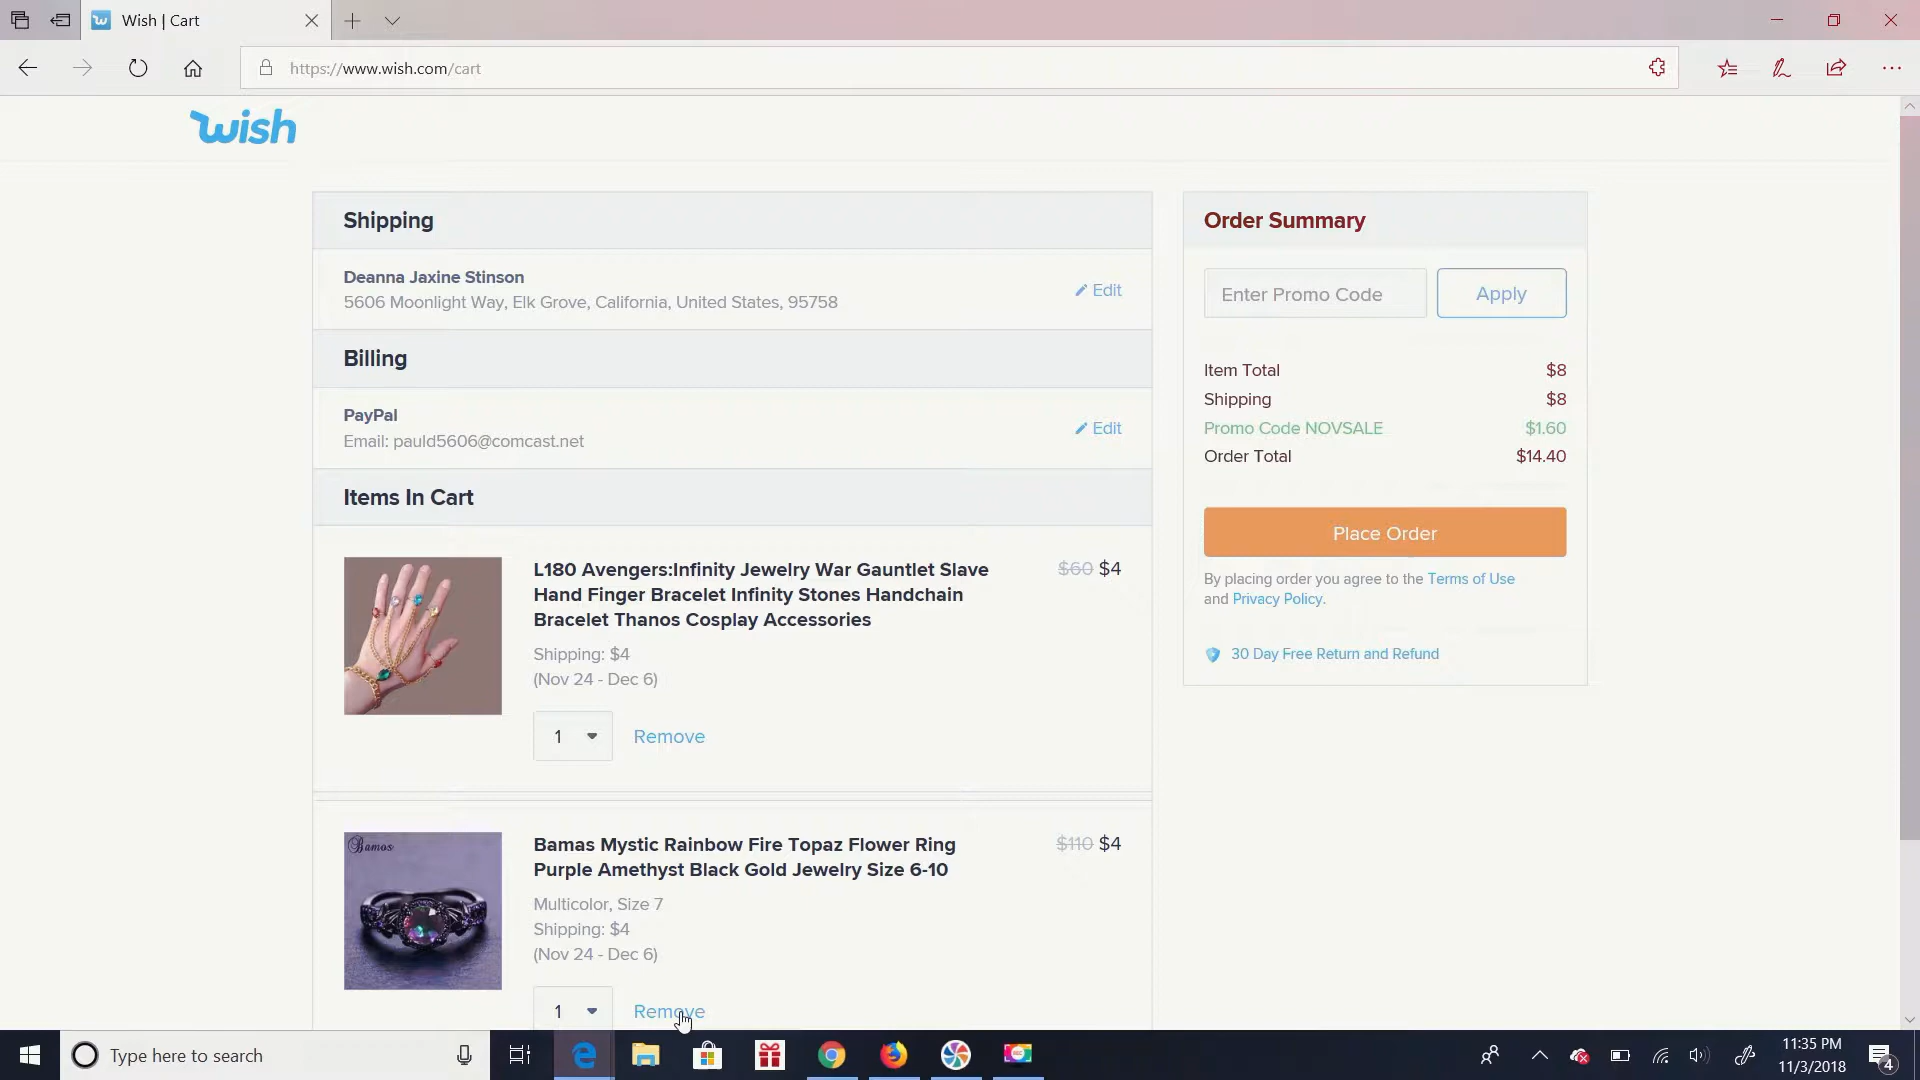 Wish | Cart
https://www.wish.com/cart
wish
Shipping
Deanna Jaxine Stinson
5606 Moonlight Way, Elk Grove, California, United States, 95758
Edit
Billing
PayPal
Email: pauld5606@comcast.net
Edit
Items In Cart
L180 Avengers:Infinity Jewelry War Gauntlet Slave
Hand Finger Bracelet Infinity Stones Handchain
Bracelet Thanos Cosplay Accessories
$60 $4
Shipping: $4
(Nov 24 - Dec 6)
1
Remove
Bamos
Bamas Mystic Rainbow Fire Topaz Flower Ring
Purple Amethyst Black Gold Jewelry Size 6-10
$110 $4
Multicolor, Size 7
Shipping: $4
(Nov 24 - Dec 6)
1
Remove
Order Summary
Enter Promo Code
Apply
Item Total $8
Shipping $8
Promo Code NOVSALE $1.60
Order Total $14.40
Place Order
By placing order you agree to the Terms of Use
and Privacy Policy.
30 Day Free Return and Refund
Type here to search
11:35 PM
11/3/2018
4